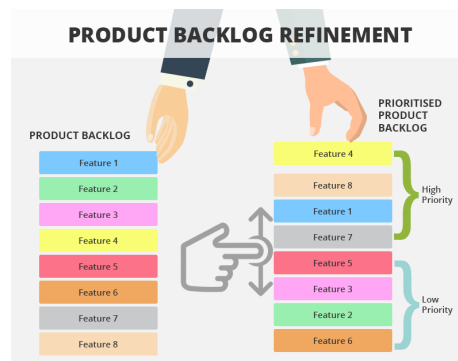 PRODUCT BACKLOG REFINEMENT
PRODUCT BACKLOG
Feature 1
Feature 2
Feature 3
Feature 4
Feature 5
Feature 6
Feature 7
Feature 8
PRIORITISED
PRODUCT
BACKLOG
Feature 4
Feature 8
Feature 1
Feature 7
Feature 5
Feature 3
Feature 2
Feature 6
High
Priority
Low
Priority